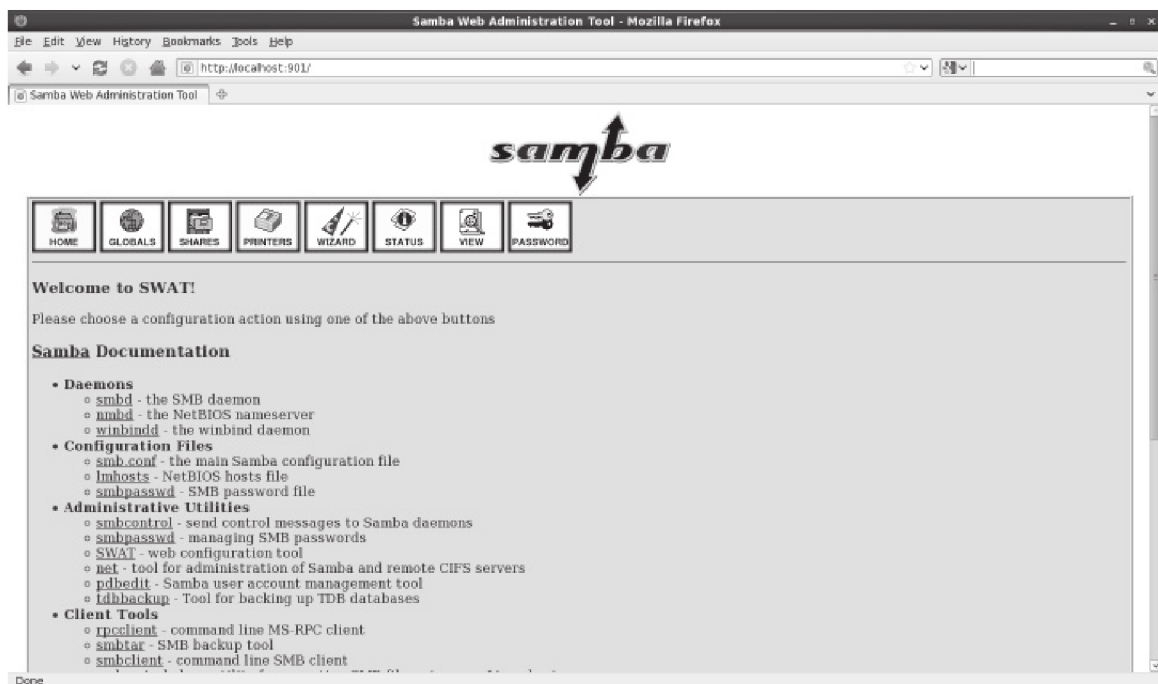 Samba Web Administration Tool - Mozilla Firefox
File Edit View History Bookmarks Tools Help
http://localhost:901/
Samba Web Administration Tool
samba
HOME GLOBALS SHARES PRINTERS WIZARD STATUS VIEW PASSWORD
Welcome to SWAT!
Please choose a configuration action using one of the above buttons
Samba Documentation
• Daemons
◦ smbd - the SMB daemon
◦ nmbd - the NetBIOS nameserver
◦ winbindd - the winbind daemon
• Configuration Files
◦ smb.conf - the main Samba configuration file
◦ lmhosts - NetBIOS hosts file
◦ smbpasswd - SMB password file
• Administrative Utilities
◦ smbcontrol - send control messages to Samba daemons
◦ smbpasswd - managing SMB passwords
◦ SWAT - web configuration tool
◦ net - tool for administration of Samba and remote CIFS servers
◦ pdbedit - Samba user account management tool
◦ tdbbackup - Tool for backing up TDB databases
• Client Tools
◦ rpcclient - command line MS-RPC client
◦ smbtar - SMB backup tool
◦ smbclient - command line SMB client
Done